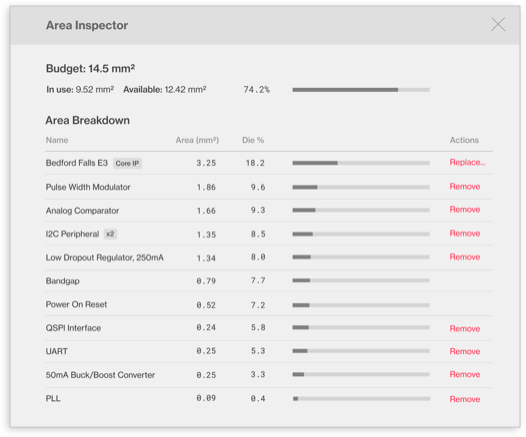 Area Inspector
Budget: 14.5 mm²
In use: 9.52 mm² Available: 12.42 mm² 74.2%
Area Breakdown
Name Area (mm²) Die % Actions
Bedford Falls E3 Core IP 3.25 18.2 Replace...
Pulse Width Modulator 1.86 9.6 Remove
Analog Comparator 1.66 9.3 Remove
I2C Peripheral x2 1.35 8.5 Remove
Low Dropout Regulator, 250mA 1.34 8.0 Remove
Bandgap 0.79 7.7
Power On Reset 0.52 7.2
QSPI Interface 0.24 5.8 Remove
UART 0.25 5.3 Remove
50mA Buck/Boost Converter 0.25 3.3 Remove
PLL 0.09 0.4 Remove